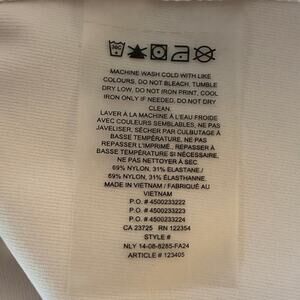 30C
MACHINE WASH COLD WITH LIKE
COLOURS, DO NOT BLEACH, TUMBLE
DRY LOW, DO NOT IRON PRINT, COOL
IRON ONLY IF NEEDED, DO NOT DRY
CLEAN.
LAVER À LA MACHINE À L'EAU FROIDE
AVEC COULEURS SEMBLABLES, NE PAS
JAVELISER, SÉCHER PAR CULBUTAGE À
BASSE TEMPÉRATURE, NE PAS
REPASSER L'IMPRIMÉ. REPASSER À
BASSE TEMPÉRATURE SI NÉCESSAIRE,
NE PAS NETTOYER À SEC.
69% NYLON, 31% ELASTANE/
69% NYLON, 31% ÉLASTHANNE.
MADE IN VIETNAM / FABRIQUÉ AU
VIETNAM
P.O. # 4500233222
P.O. # 4500233223
P.O. # 4500233224
CA 23725 RN 122354
STYLE #
NLY 14-08-8285-FA24
ARTICLE # 123405